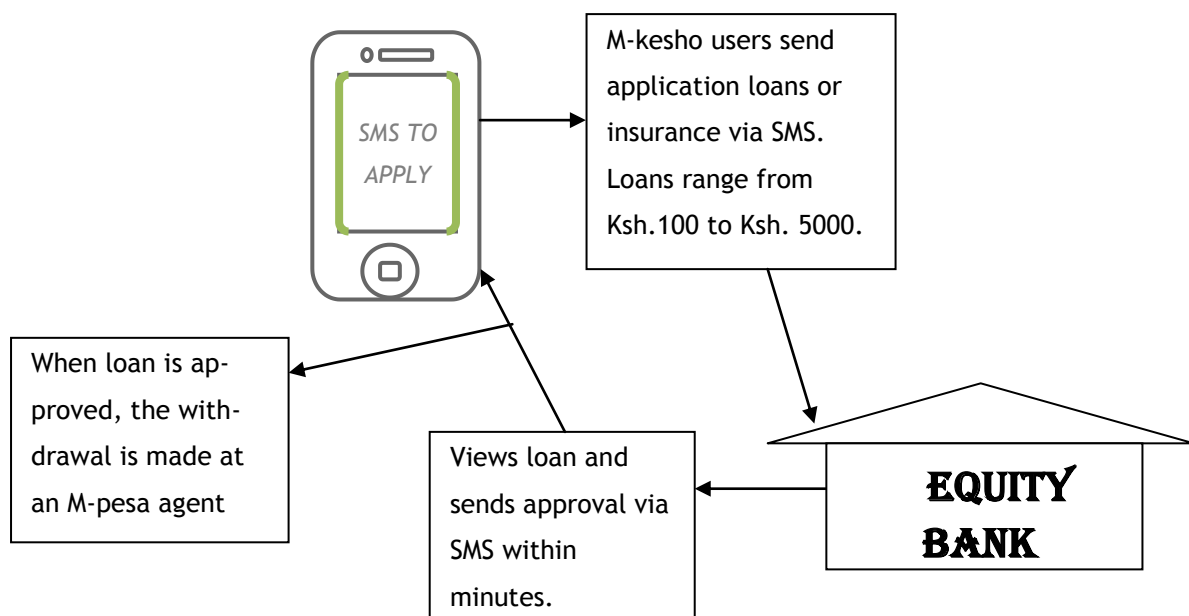 SMS TO
APPLY
M-kesho users send
application loans or
insurance via SMS.
Loans range from
Ksh.100 to Ksh. 5000.
When loan is ap-
proved, the with-
drawal is made at
an M-pesa agent
Views loan and
sends approval via
SMS within
minutes.
EQUITY
BANK